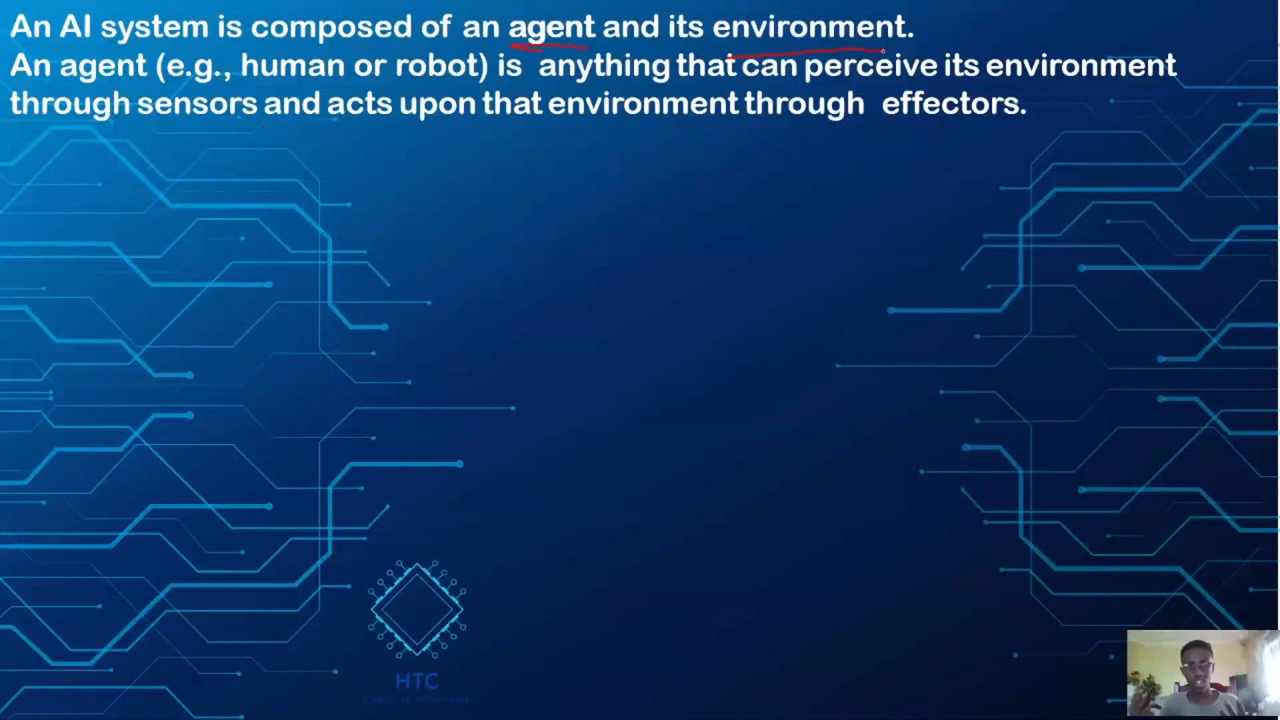 An AI system is composed of an agent and its environment.
An agent (e.g., human or robot) is anything that can perceive its environment
through sensors and acts upon that environment through effectors.
HTC